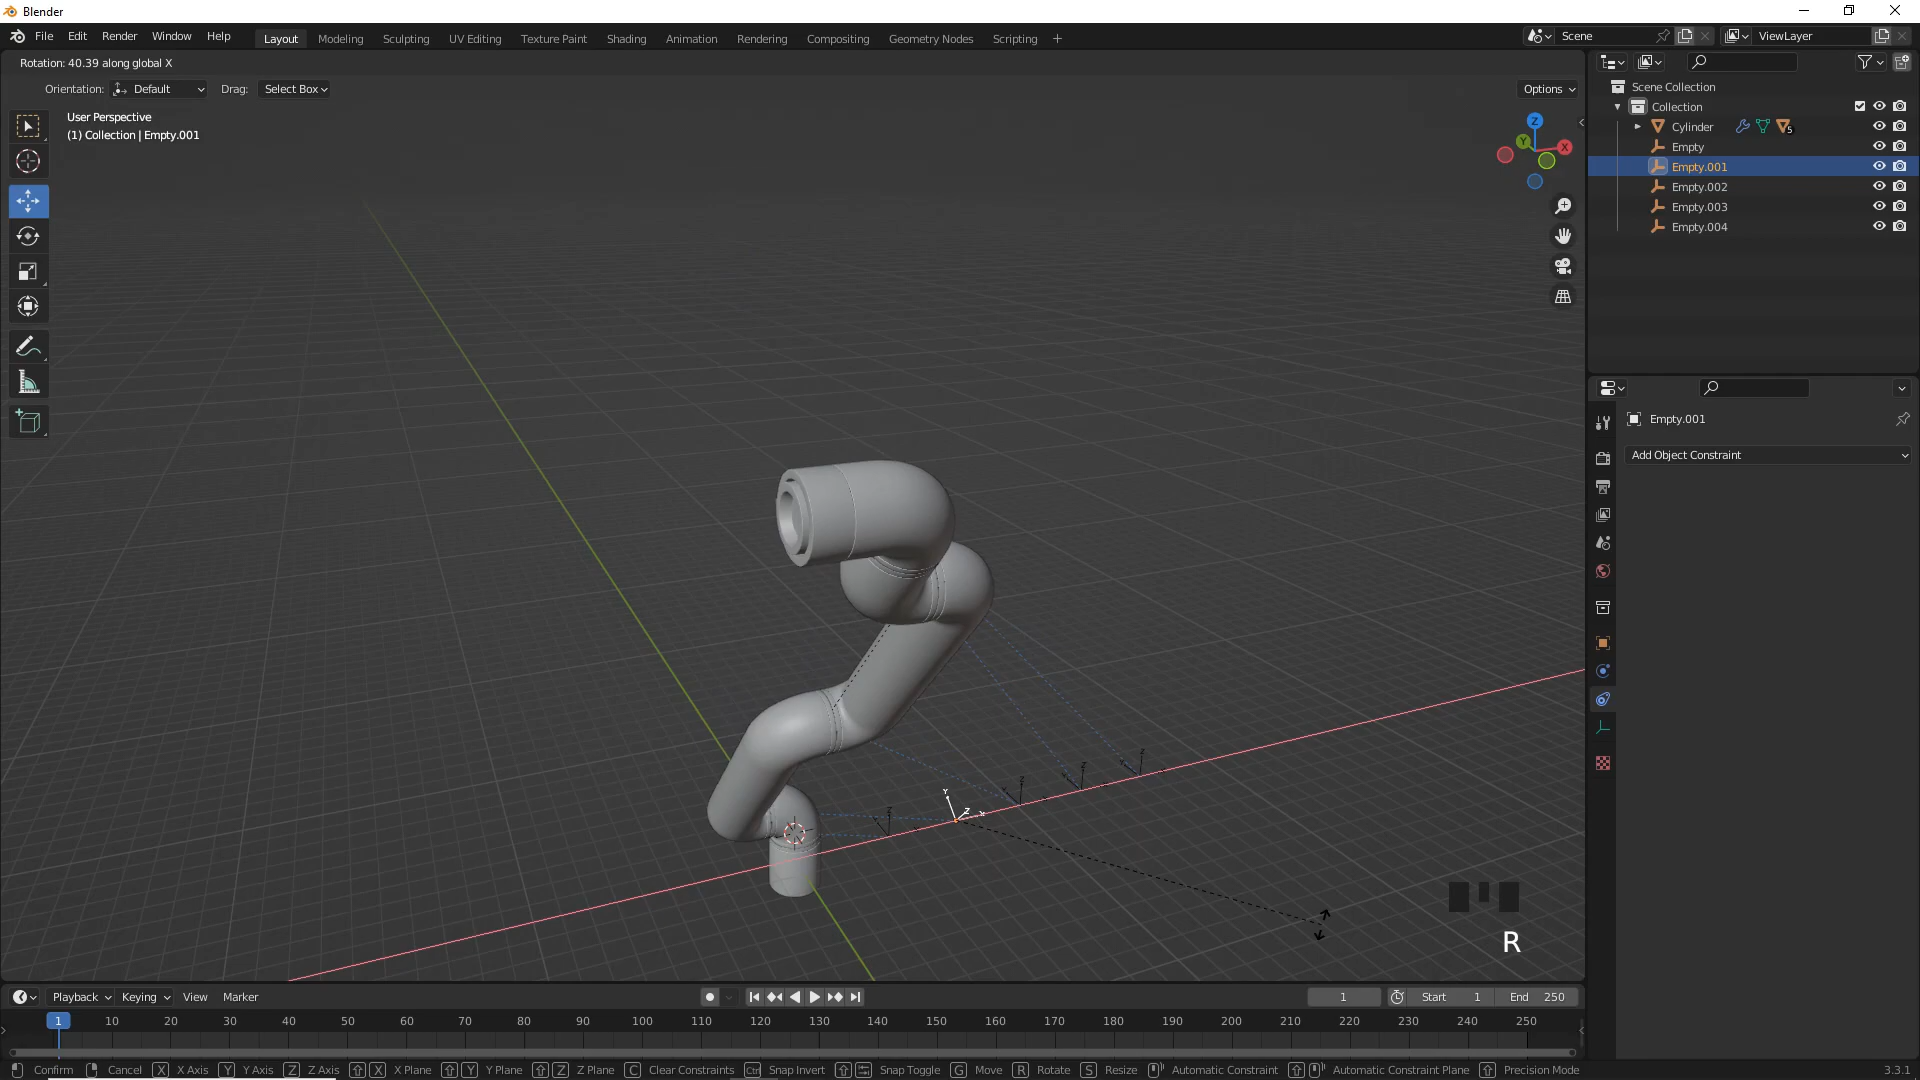 Blender
File Edit Render Window Help Layout Modeling Sculpting UV Editing Texture Paint Shading Animation Rendering Compositing Geometry Nodes Scripting + Scene ViewLayer
Rotation: 40.39 along global X
Orientation: Default Drag: Select Box Options
User Perspective
(1) Collection | Empty.001
Z
Y
X
Scene Collection
Collection
Cylinder 5
Empty
Empty.001
Empty.002
Empty.003
Empty.004
Empty.001
Add Object Constraint
R
Playback Keying View Marker 1 Start 1 End 250
1 10 20 30 40 50 60 70 80 90 100 110 120 130 140 150 160 170 180 190 200 210 220 230 240 250
Confirm Cancel X X Axis Y Y Axis Z Z Axis X X Plane Y Y Plane Z Z Plane C Clear Constraints Ctrl Snap Invert Snap Toggle G Move R Rotate S Resize Automatic Constraint Automatic Constraint Plane Precision Mode 3.3.1